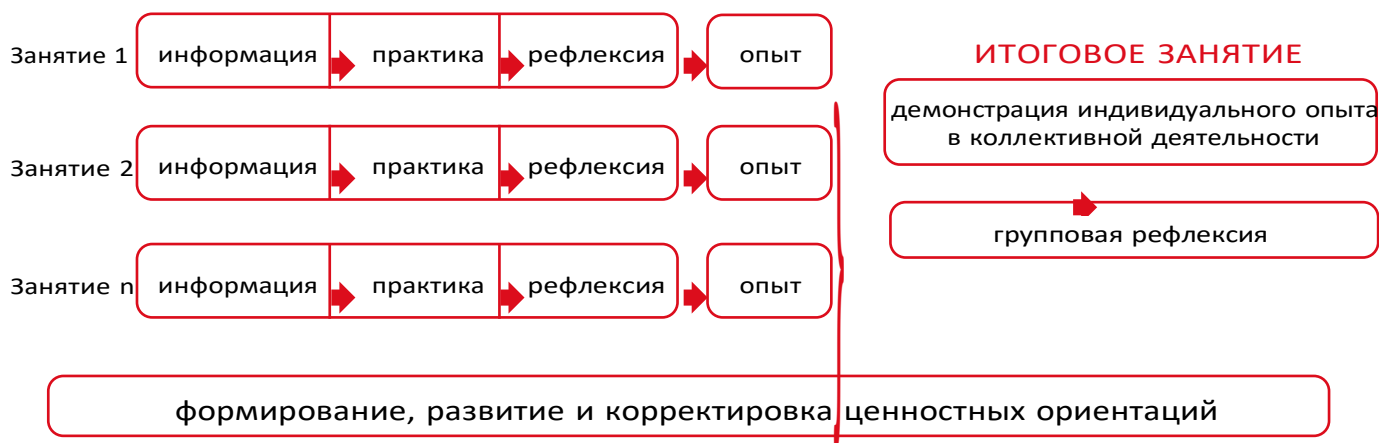 Занятие 1 информация практика рефлексия опыт
ИТОГОВОЕ ЗАНЯТИЕ
демонстрация индивидуального опыта
в коллективной деятельности
Занятие 2 информация практика рефлексия опыт
групповая рефлексия
Занятие n информация практика рефлексия опыт
формирование, развитие и корректировка ценностных ориентаций